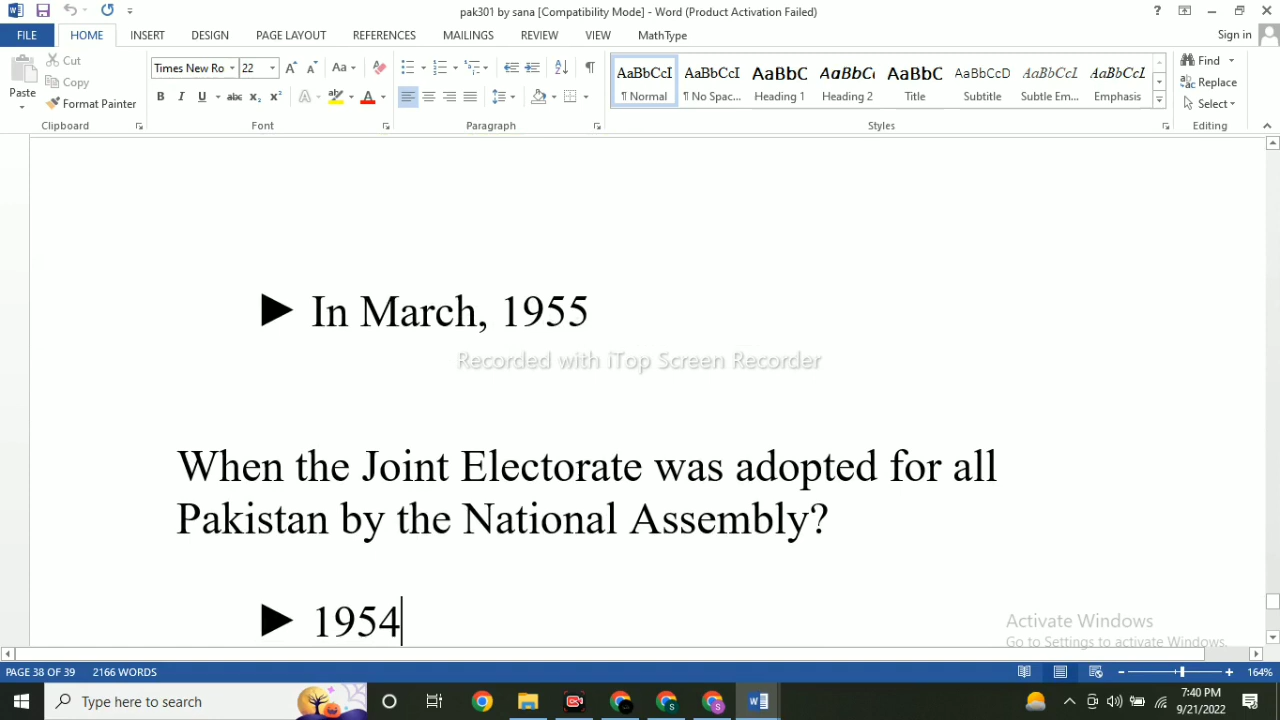 pak301 by sana [Compatibility Mode] - Word (Product Activation Failed)
FILE HOME INSERT DESIGN PAGE LAYOUT REFERENCES MAILINGS REVIEW VIEW MathType Sign in
Cut
Copy
Format Painter
Paste
Clipboard
Times New Ro 22
Font
Paragraph
AaBbCcI AaBbCcI AaBbC AaBbCc AaBbC AaBbCcD AaBbCcI AaBbCcI
¶ Normal ¶ No Spac... Heading 1 Heading 2 Title Subtitle Subtle Em... Emphasis
Styles
Find
Replace
Select
Editing
► In March, 1955
Recorded with iTop Screen Recorder
When the Joint Electorate was adopted for all
Pakistan by the National Assembly?
► 1954
Activate Windows
Go to Settings to activate Windows.
PAGE 38 OF 39 2166 WORDS 164%
Type here to search
7:40 PM
9/21/2022